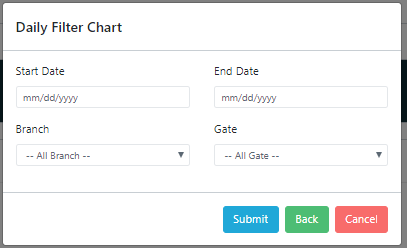 Daily Filter Chart
Start Date End Date
mm/dd/yyyy mm/dd/yyyy
Branch Gate
-- All Branch -- -- All Gate --
Submit Back Cancel